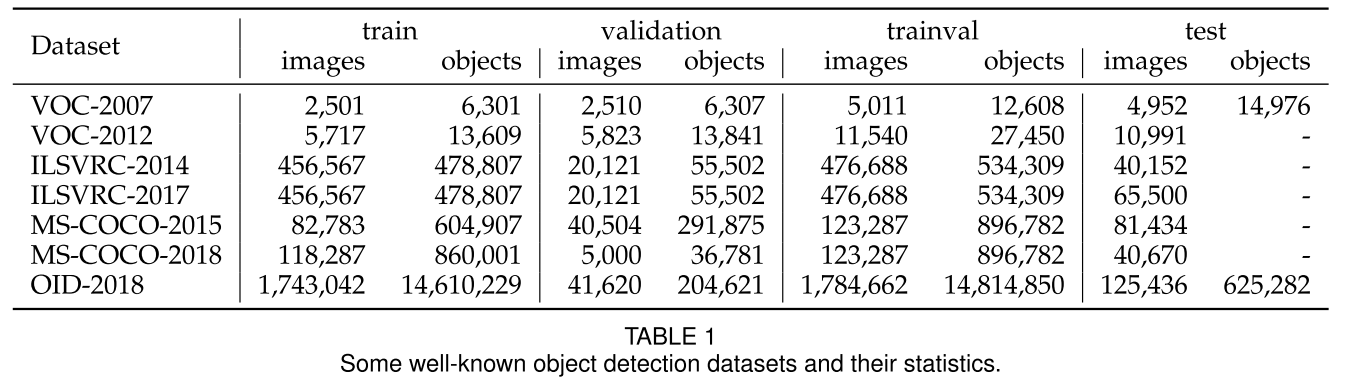 Dataset train validation trainval test
images objects images objects images objects images objects
VOC-2007 2,501 6,301 2,510 6,307 5,011 12,608 4,952 14,976
VOC-2012 5,717 13,609 5,823 13,841 11,540 27,450 10,991 -
ILSVRC-2014 456,567 478,807 20,121 55,502 476,688 534,309 40,152 -
ILSVRC-2017 456,567 478,807 20,121 55,502 476,688 534,309 65,500 -
MS-COCO-2015 82,783 604,907 40,504 291,875 123,287 896,782 81,434 -
MS-COCO-2018 118,287 860,001 5,000 36,781 123,287 896,782 40,670 -
OID-2018 1,743,042 14,610,229 41,620 204,621 1,784,662 14,814,850 125,436 625,282
TABLE 1
Some well-known object detection datasets and their statistics.